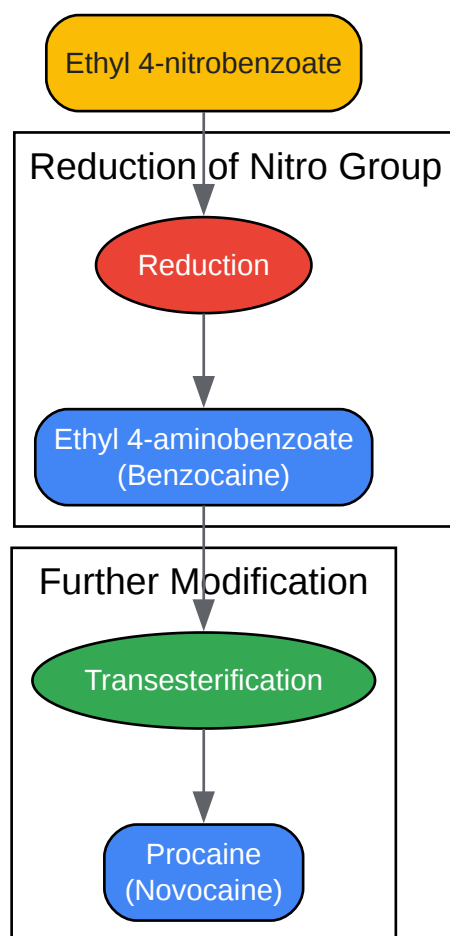 Ethyl 4-nitrobenzoate
Reduction of Nitro Group
Reduction
Ethyl 4-aminobenzoate
(Benzocaine)
Further Modification
Transesterification
Procaine
(Novocaine)